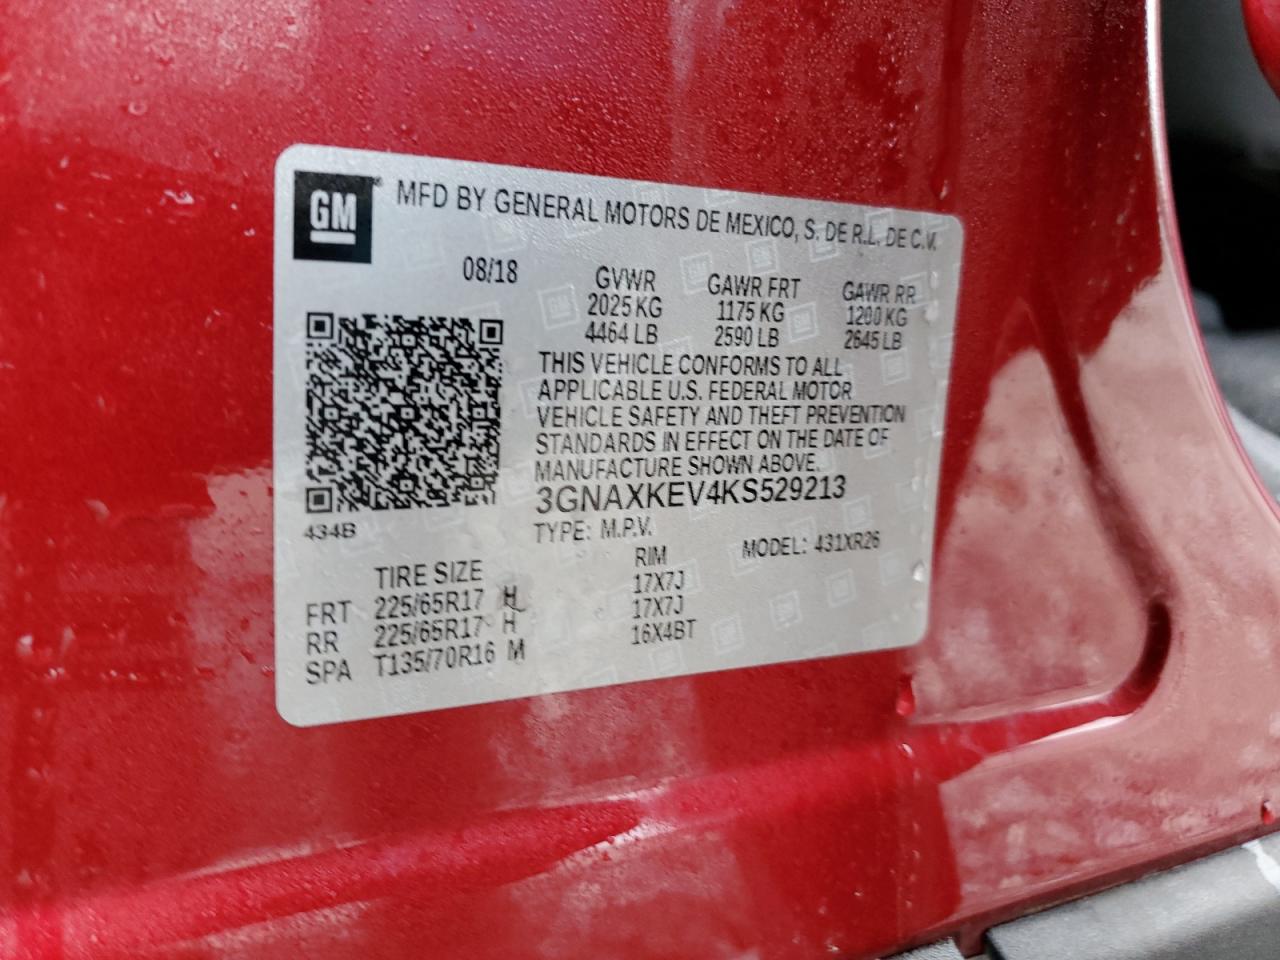 GM
MFD BY GENERAL MOTORS DE MEXICO, S. DE R.L. DE C.V.
08/18
GVWR GAWR FRT GAWR RR
2025 KG 1175 KG 1200 KG
4464 LB 2590 LB 2645 LB
THIS VEHICLE CONFORMS TO ALL
APPLICABLE U.S. FEDERAL MOTOR
VEHICLE SAFETY AND THEFT PREVENTION
STANDARDS IN EFFECT ON THE DATE OF
MANUFACTURE SHOWN ABOVE.
3GNAXKEV4KS529213
434B
TYPE: M.P.V. MODEL: 431XR26
TIRE SIZE RIM
FRT 225/65R17 H 17X7J
RR 225/65R17 H 17X7J
SPA T135/70R16 M 16X4BT